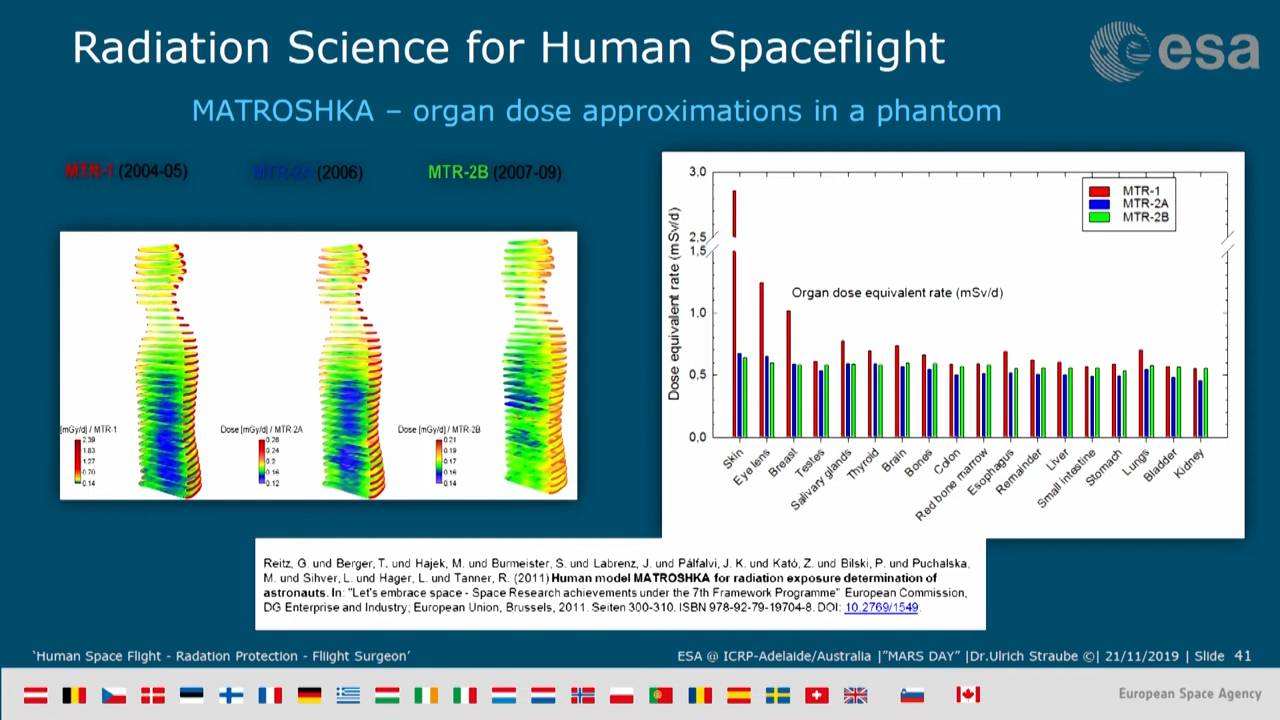 Radiation Science for Human Spaceflight
esa
MATROSHKA – organ dose approximations in a phantom
MTR-1 (2004-05)
MTR-2A (2006)
MTR-2B (2007-09)
[mGy/d] / MTR-1
2.39
1.83
1.27
0.70
0.14
Dose [mGy/d] / MTR-2A
0.28
0.24
0.2
0.16
0.12
Dose [mGy/d] / MTR-2B
0.21
0.19
0.17
0.16
0.14
Dose equivalent rate (mSv/d)
3.0
2.5
1.5
1.0
0.5
0,0
MTR-1
MTR-2A
MTR-2B
Organ dose equivalent rate (mSv/d)
Skin
Eye lens
Breast
Testes
Salivary glands
Thyroid
Brain
Bones
Colon
Red bone marrow
Esophagus
Remainder
Liver
Small intestine
Stomach
Lungs
Bladder
Kidney
Reitz, G. und Berger, T. und Hajek, M. und Burmeister, S. und Labrenz, J. und Pálfalvi, J. K. und Kató, Z. und Bilski, P. und Puchalska,
M. und Sihver, L. und Hager, L. und Tanner, R. (2011) Human model MATROSHKA for radiation exposure determination of
astronauts. In: "Let's embrace space - Space Research achievements under the 7th Framework Programme" European Commission,
DG Enterprise and Industry; European Union, Brussels, 2011. Seiten 300-310. ISBN 978-92-79-19704-8. DOI: 10.2769/1549.
‘Human Space Flight - Radiation Protection - Fliight Surgeon’
ESA @ ICRP-Adelaide/Australia |”MARS DAY” |Dr.Ulrich Straube ©| 21/11/2019 | Slide 41
European Space Agency